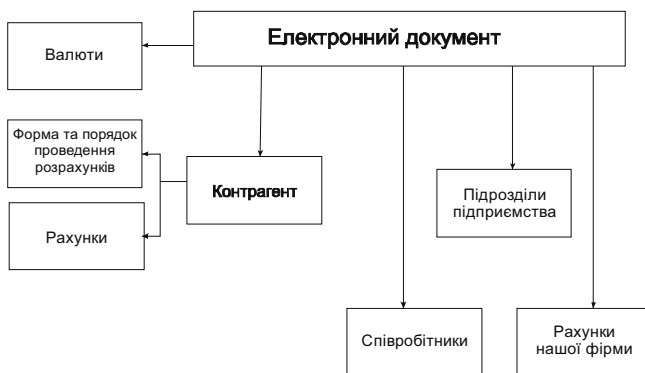 Електронний документ
Валюти
Форма та порядок
проведення
розрахунків
Контрагент
Рахунки
Підрозділи
підприємства
Співробітники
Рахунки
нашої фірми